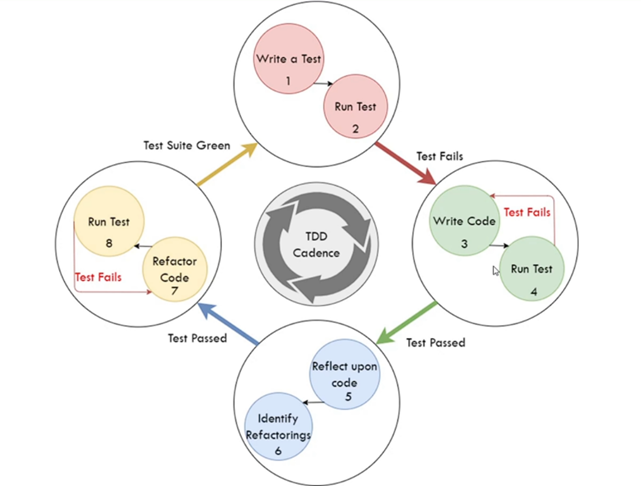 Write a Test
1
Run Test
2
Test Suite Green
Test Fails
Run Test
8
Refactor
Code
7
Test Fails
TDD
Cadence
Write Code
3
Test Fails
Run Test
4
Test Passed
Test Passed
Reflect upon
code
5
Identify
Refactorings
6